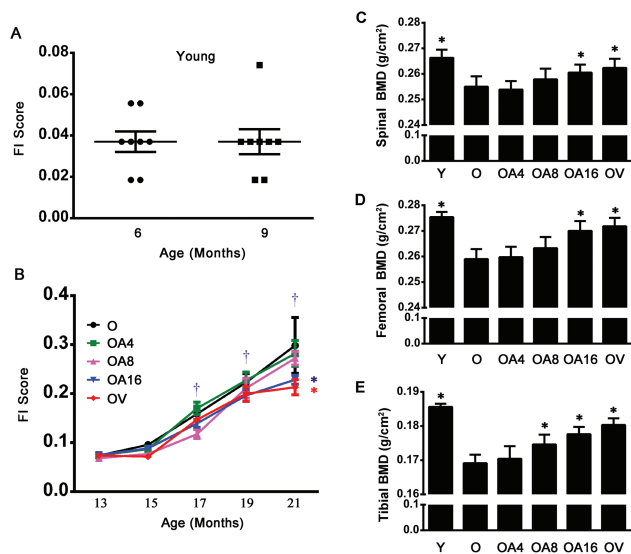 A
Young
FI Score
0.08
0.06
0.04
0.02
0.00
6
9
Age (Months)
B
FI Score
0.4
0.3
0.2
0.1
0.0
O
OA4
OA8
OA16
OV
†
†
†
*
*
13
15
17
19
21
Age (Months)
C
Spinal BMD (g/cm²)
0.28
0.27
0.26
0.25
0.24
0.1
0.0
*
*
*
Y O OA4 OA8 OA16 OV
D
Femoral BMD (g/cm²)
0.28
0.27
0.26
0.25
0.24
0.1
0.0
*
*
*
Y O OA4 OA8 OA16 OV
E
Tibial BMD (g/cm²)
0.19
0.18
0.17
0.16
0.1
0.0
*
*
*
*
Y O OA8 OA8 OA16 OV